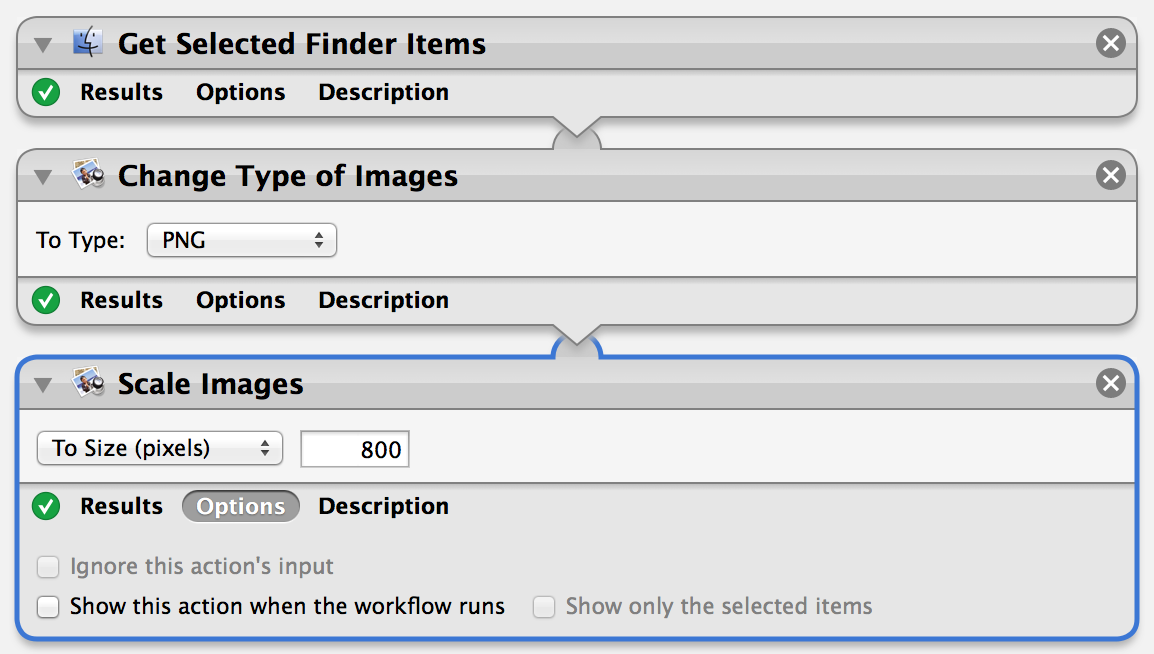 Get Selected Finder Items
Results Options Description
Change Type of Images
To Type: PNG
Results Options Description
Scale Images
To Size (pixels) 800
Results Options Description
Ignore this action's input
Show this action when the workflow runs Show only the selected items